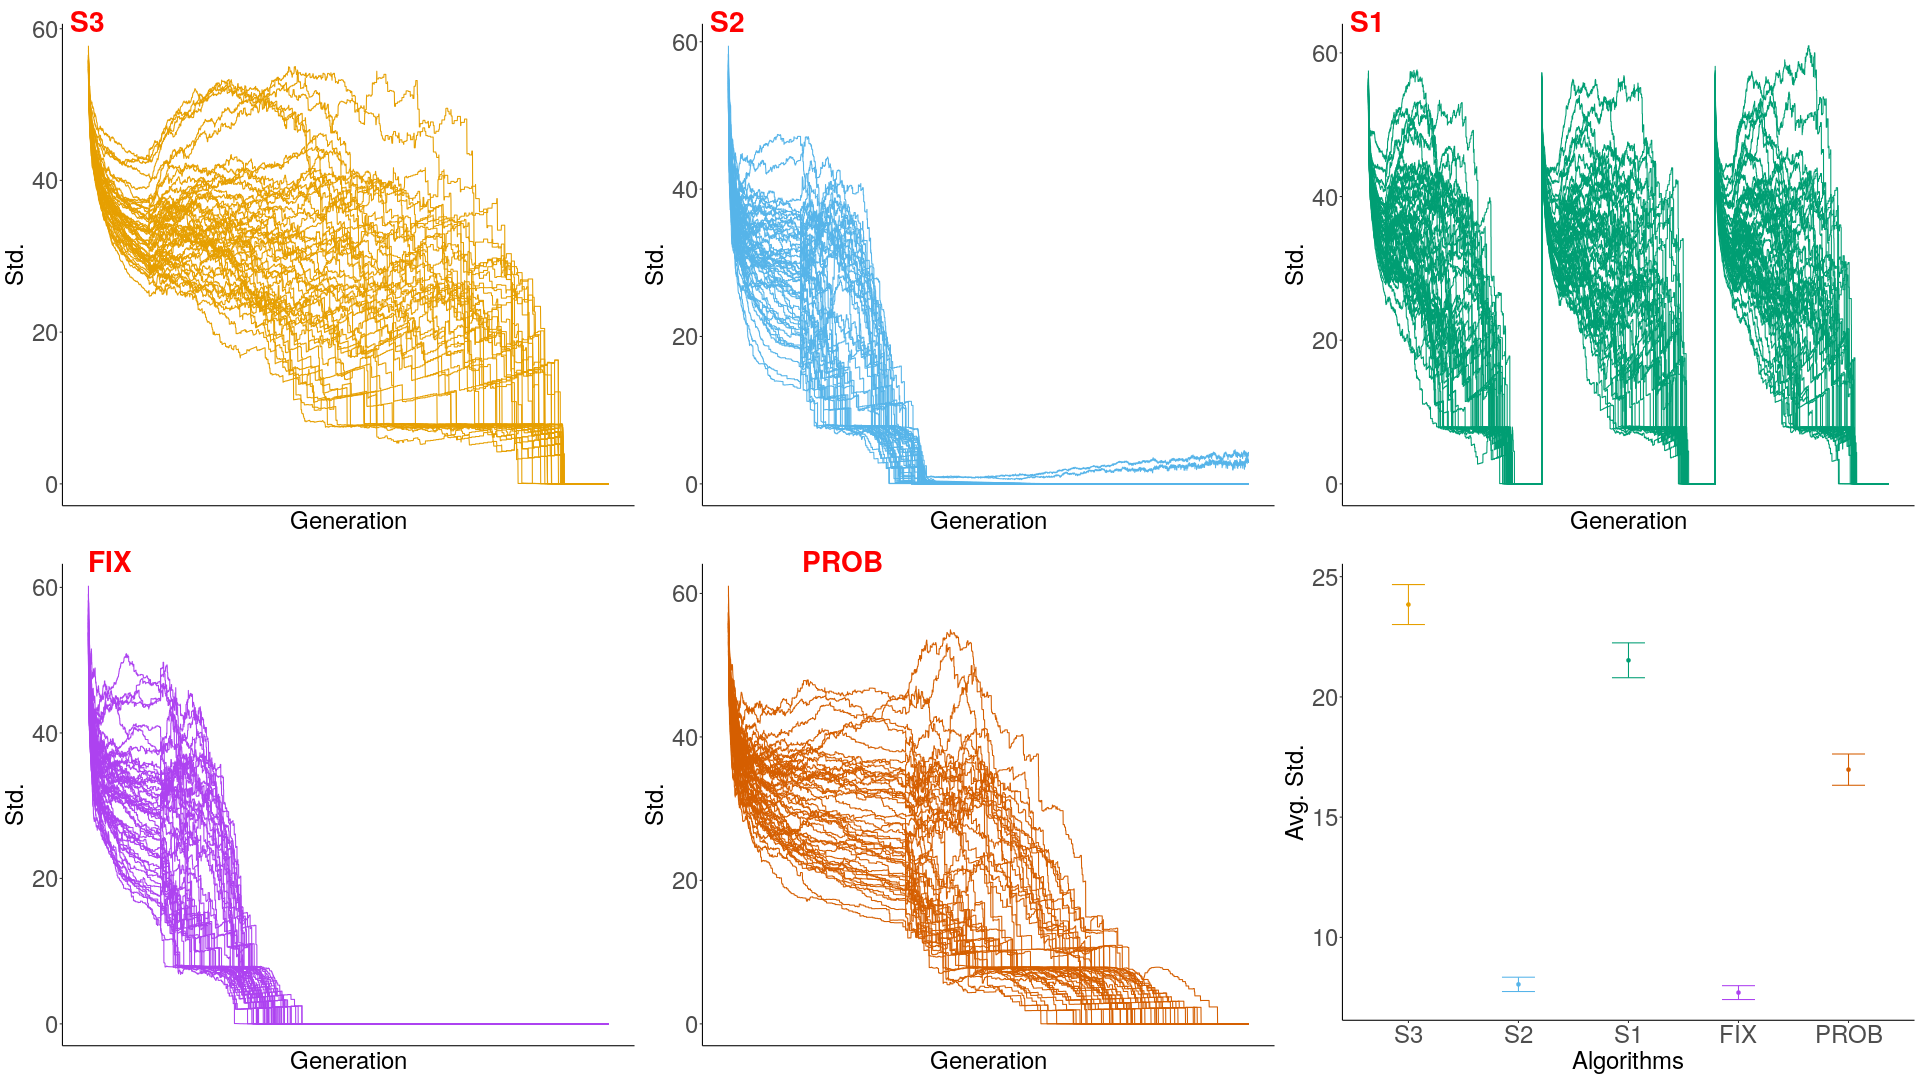 S3
60
40
20
0
Std.
Generation
S2
60
40
20
0
Std.
Generation
S1
60
40
20
0
Std.
Generation
FIX
60
40
20
0
Std.
Generation
PROB
60
40
20
0
Std.
Generation
25
20
15
10
Avg. Std.
S3 S2 S1 FIX PROB
Algorithms